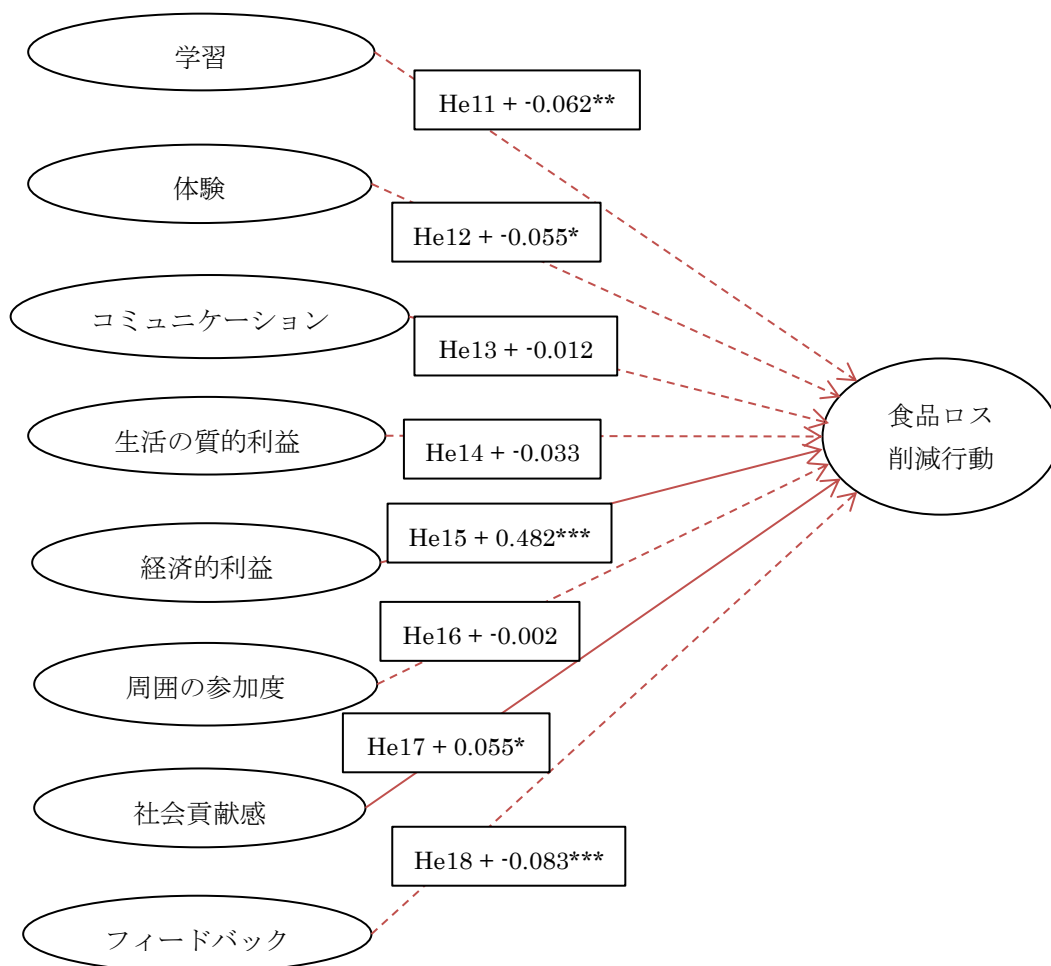 学習
He11 + -0.062**
体験
He12 + -0.055*
コミュニケーション
He13 + -0.012
生活の質的利益
He14 + -0.033
経済的利益
He15 + 0.482***
周囲の参加度
He16 + -0.002
社会貢献感
He17 + 0.055*
フィードバック
He18 + -0.083***
食品ロス
削減行動